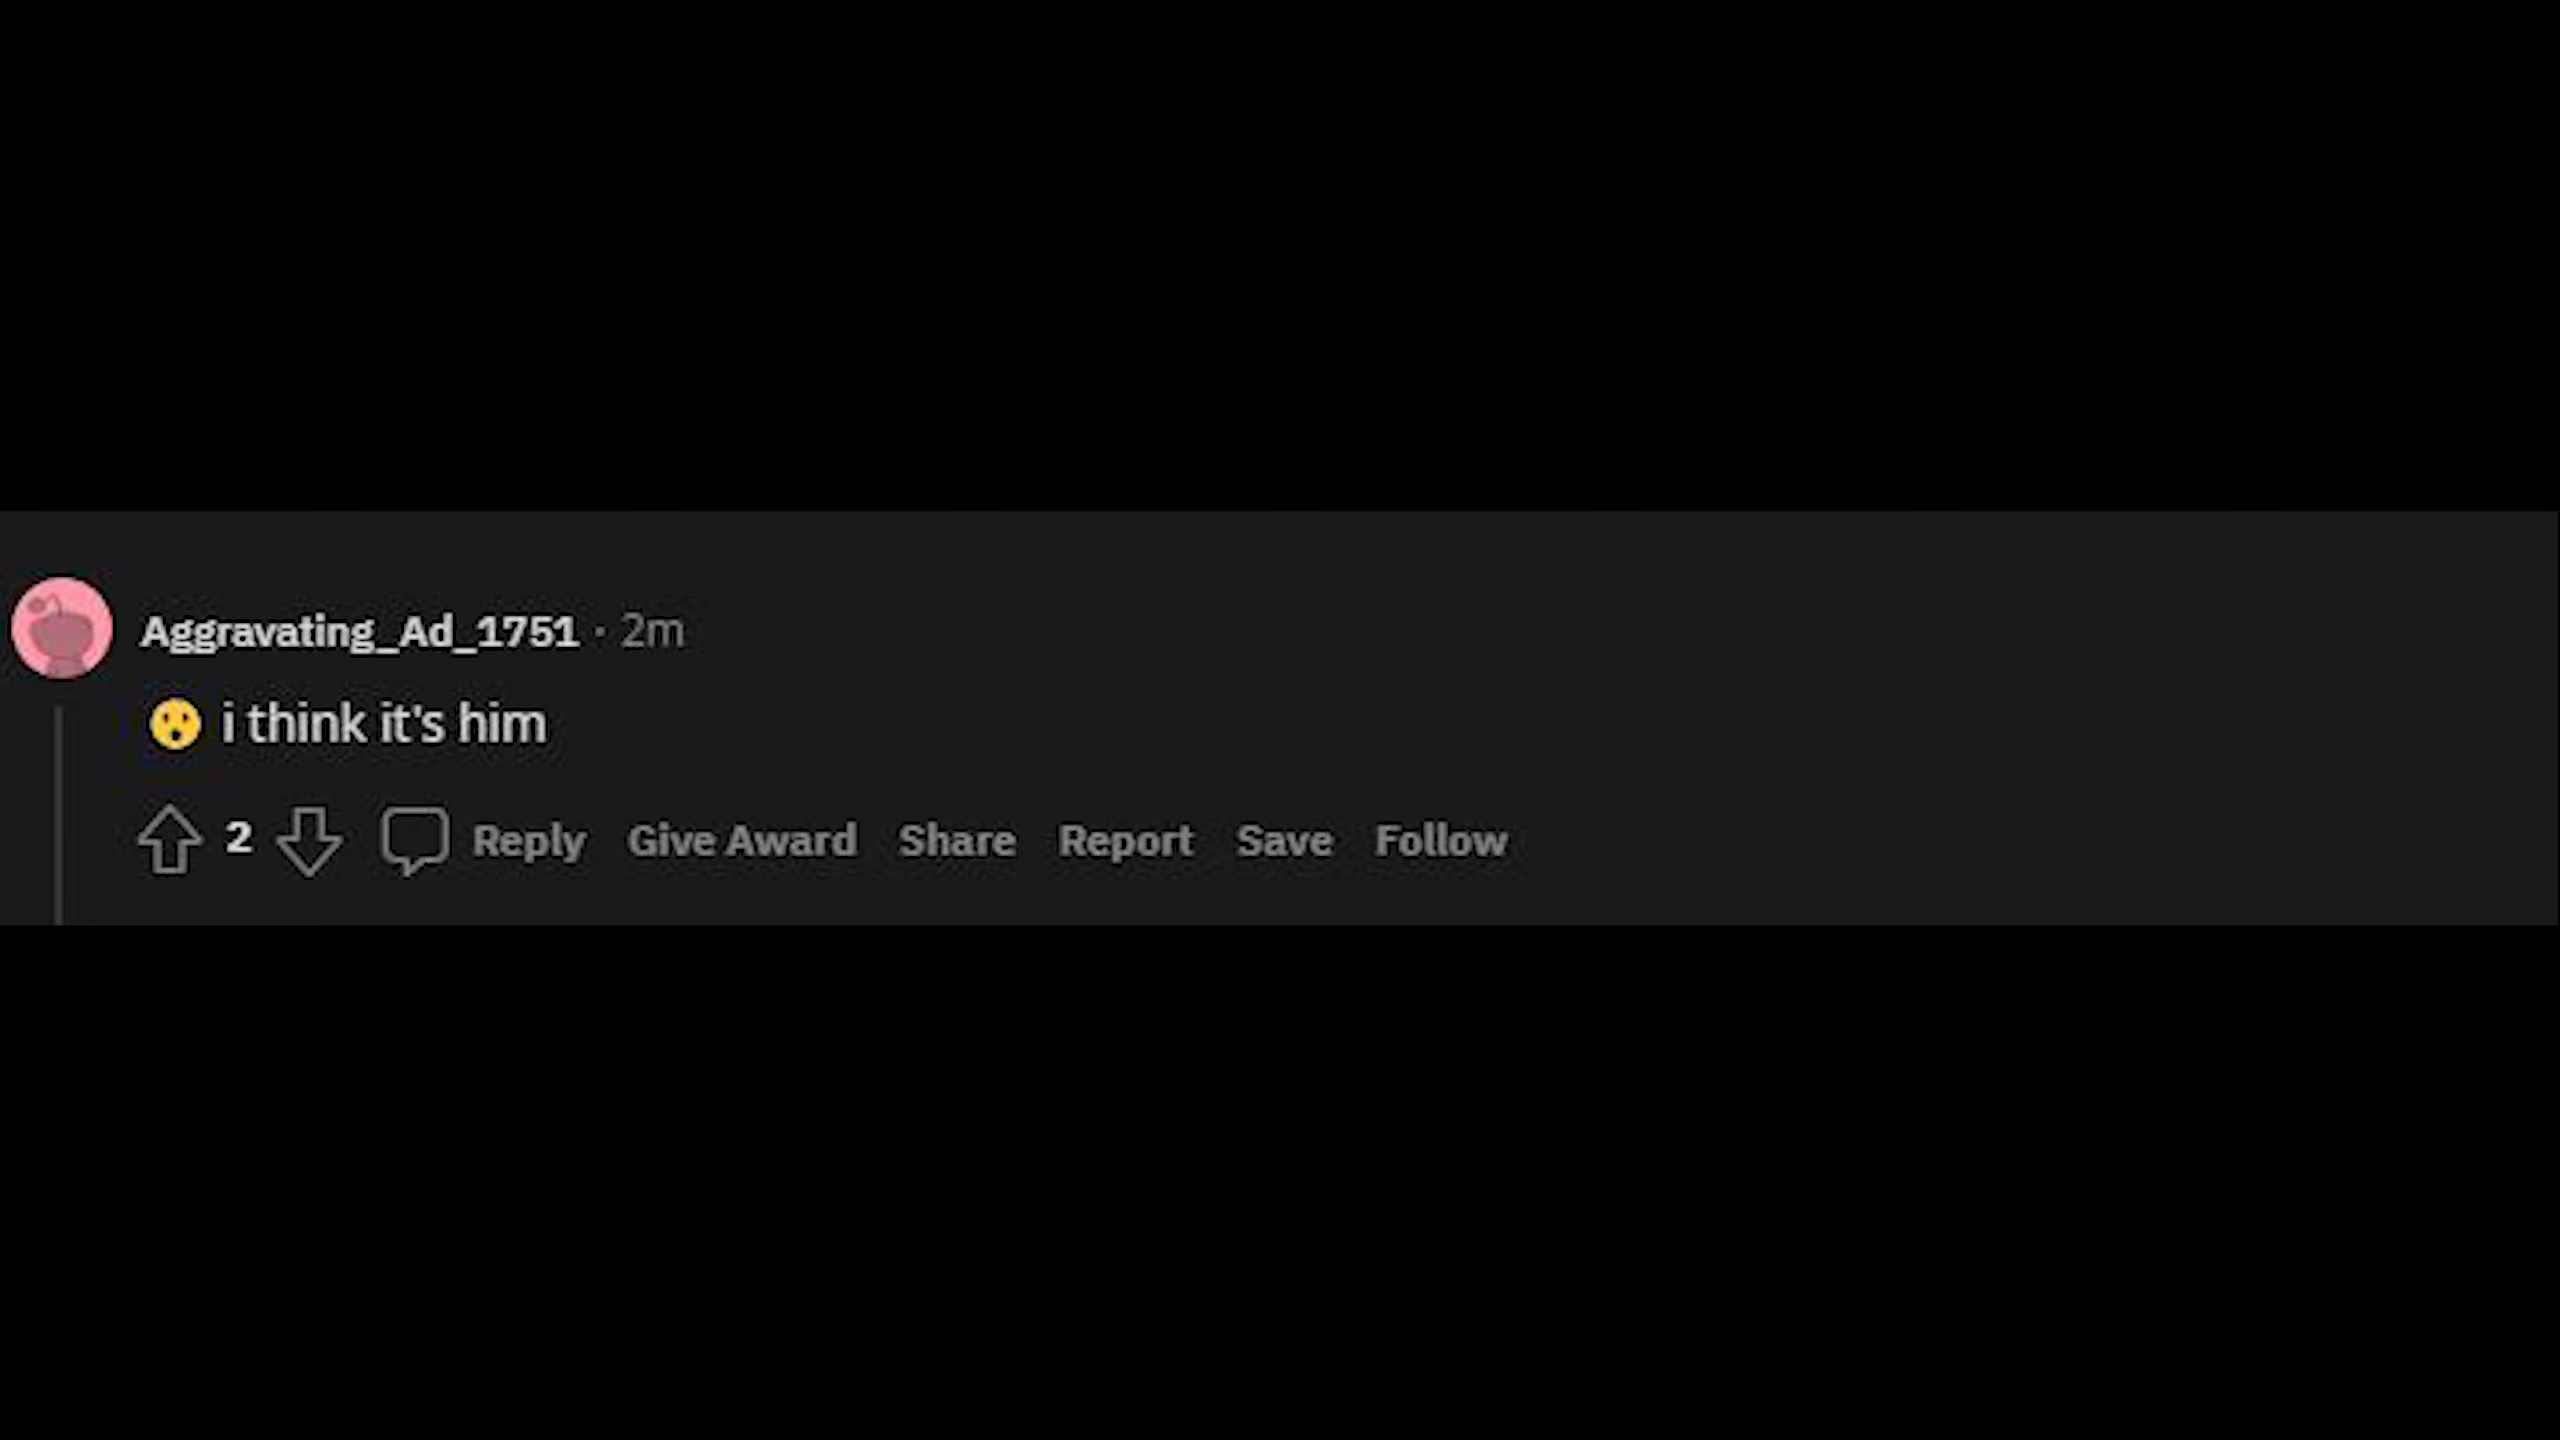 Aggravating_Ad_1751 · 2m
😮 i think it's him
2 Reply Give Award Share Report Save Follow